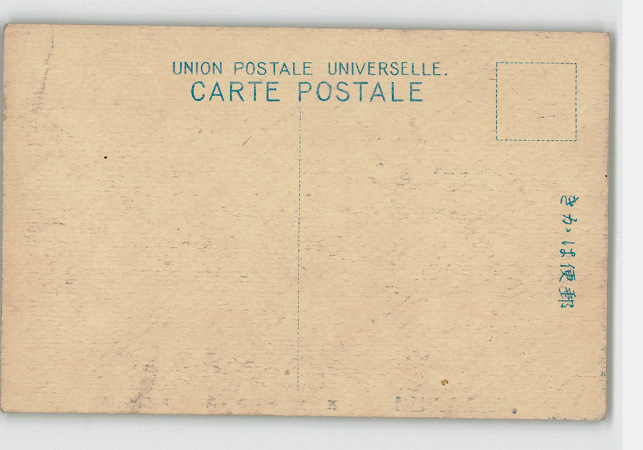 UNION POSTALE UNIVERSELLE.
CARTE POSTALE
きかは便郵